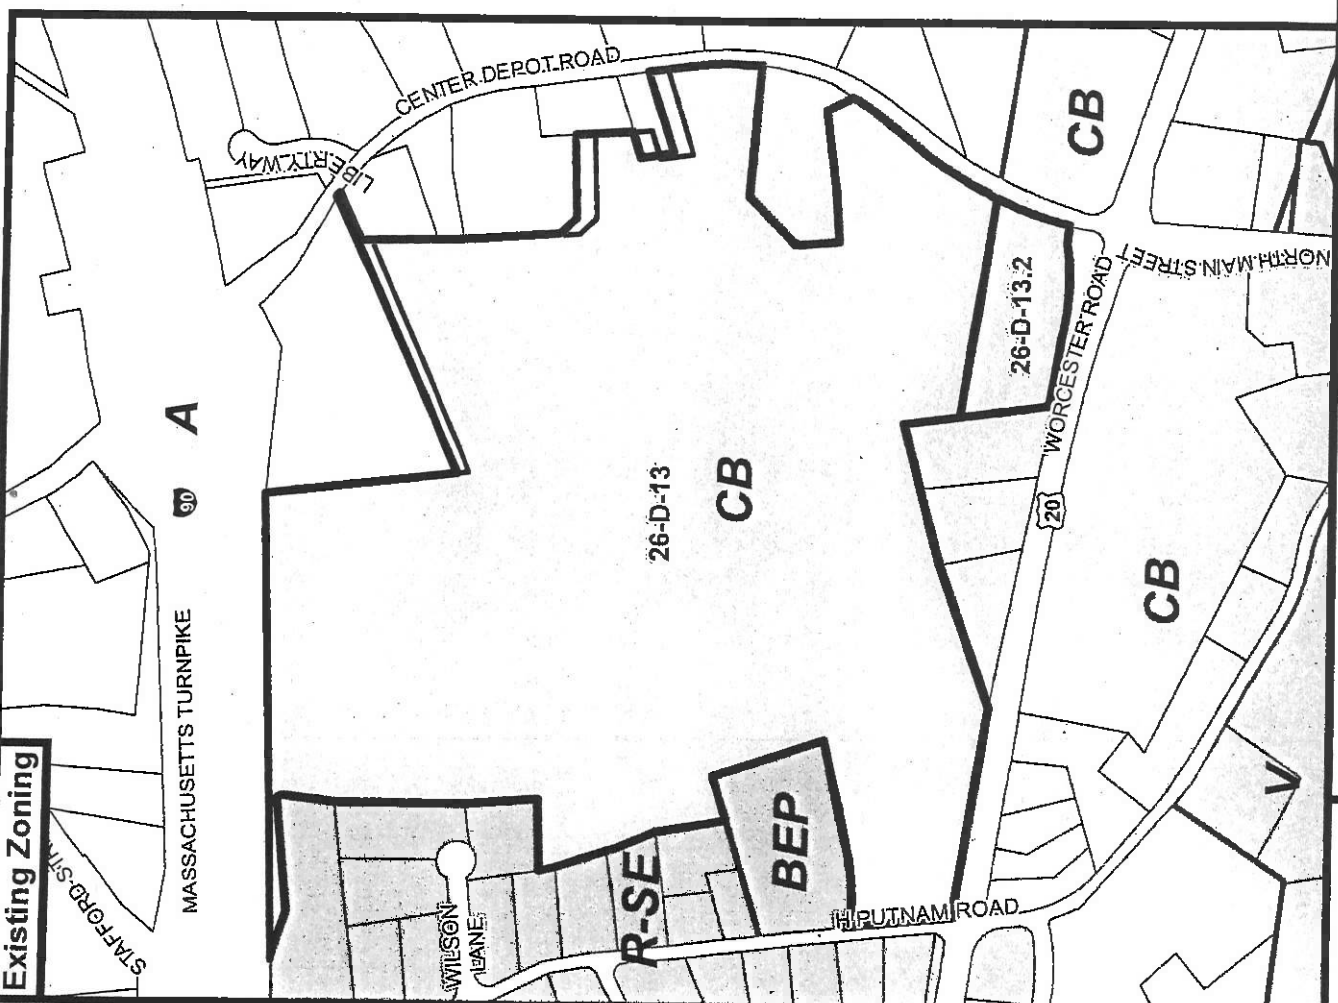 Existing Zoning
STAFFORD ST
MASSACHUSETTS TURNPIKE
90
A
LIBERTY WAY
CENTER DEPOT ROAD
26-D-13
CB
26-D-13.2
CB
WORCESTER ROAD
20
NORTH MAIN STREET
CB
V
BEP
R-SE
WILSON
LANE
H PUTNAM ROAD